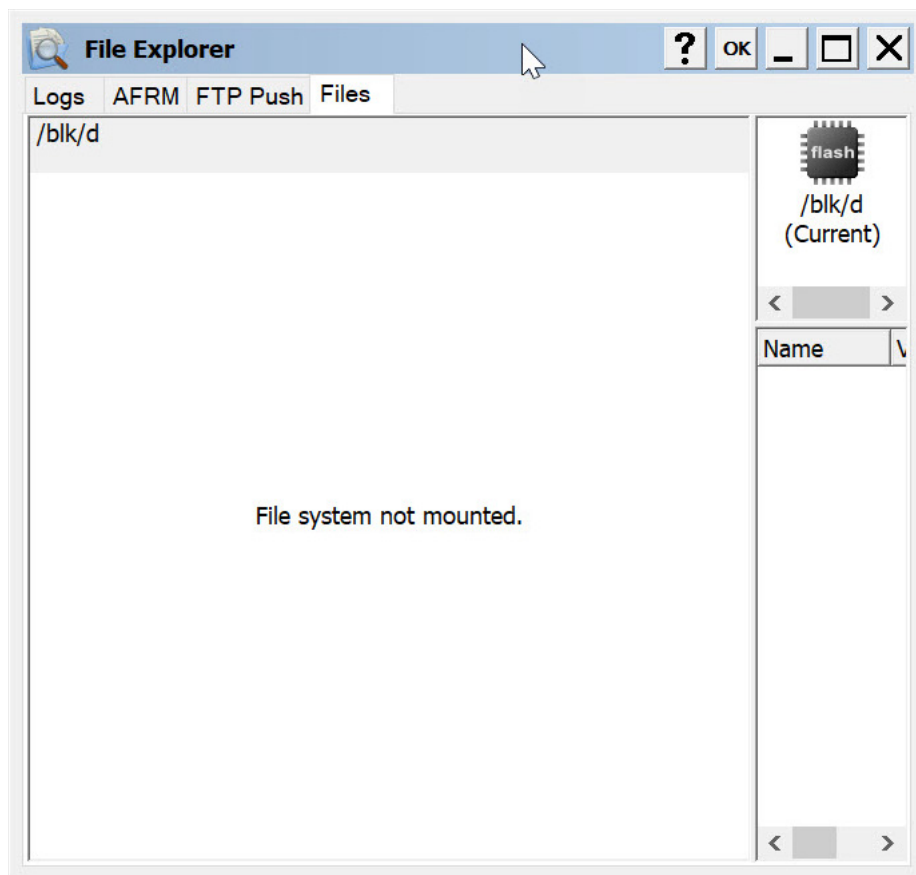 File Explorer
? OK
Logs AFRM FTP Push Files
/blk/d
flash
/blk/d
(Current)
Name V
File system not mounted.